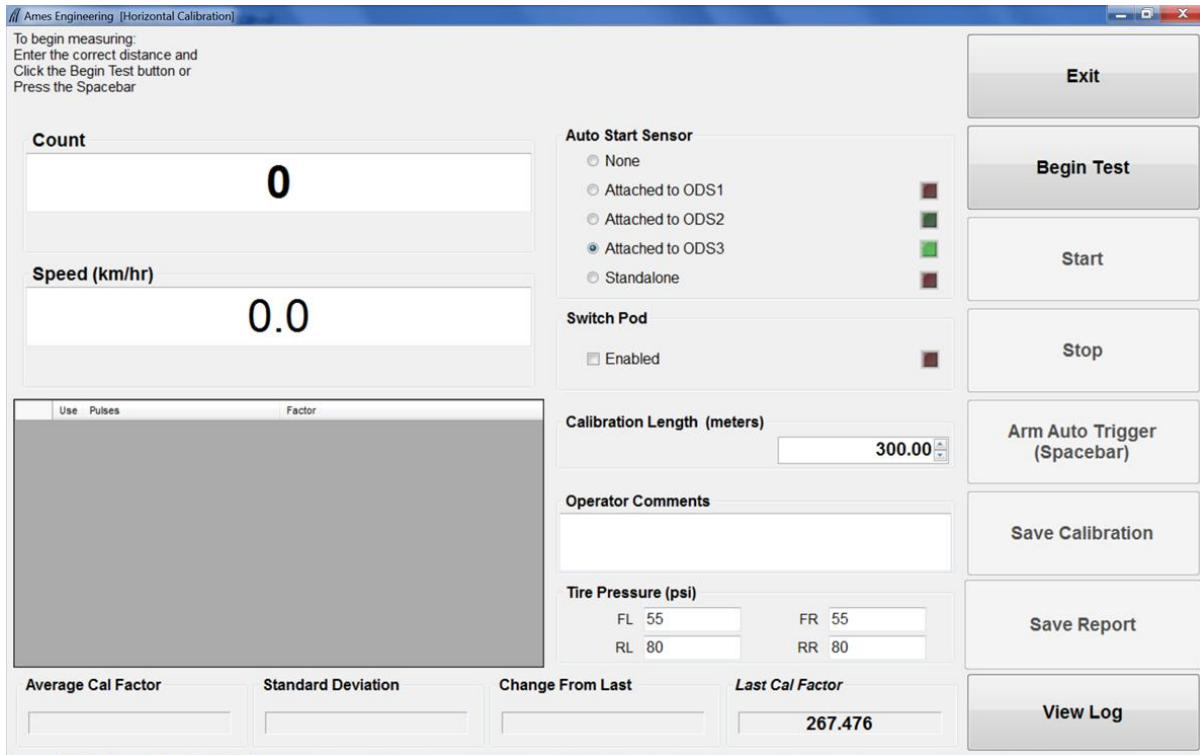 Ames Engineering [Horizontal Calibration]
To begin measuring:
Enter the correct distance and
Click the Begin Test button or
Press the Spacebar
Count
0
Speed (km/hr)
0.0
Use Pulses Factor
Auto Start Sensor
None
Attached to ODS1
Attached to ODS2
Attached to ODS3
Standalone
Switch Pod
Enabled
Calibration Length (meters)
300.00
Operator Comments
Tire Pressure (psi)
FL 55 FR 55
RL 80 RR 80
Average Cal Factor
Standard Deviation
Change From Last
Last Cal Factor
267.476
Exit
Begin Test
Start
Stop
Arm Auto Trigger
(Spacebar)
Save Calibration
Save Report
View Log